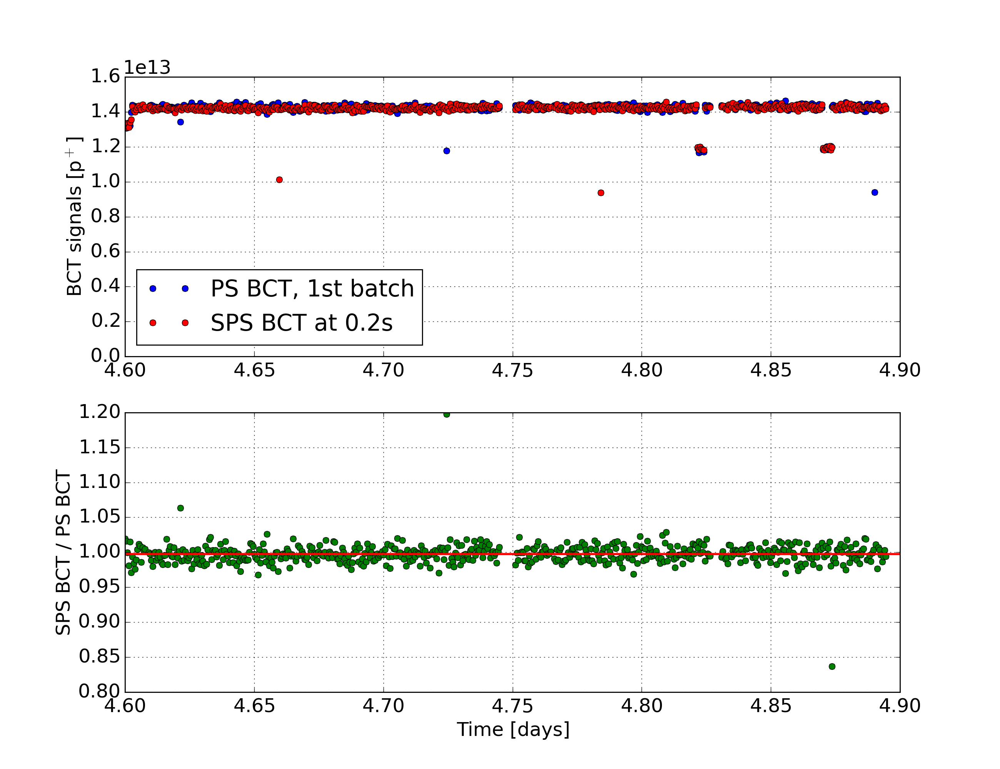 1e13
1.6
1.4
1.2
1.0
0.8
0.6
0.4
0.2
0.0
BCT signals [p⁺]
PS BCT, 1st batch
SPS BCT at 0.2s
4.60 4.65 4.70 4.75 4.80 4.85 4.90
1.20
1.15
1.10
1.05
1.00
0.95
0.90
0.85
0.80
SPS BCT / PS BCT
4.60 4.65 4.70 4.75 4.80 4.85 4.90
Time [days]